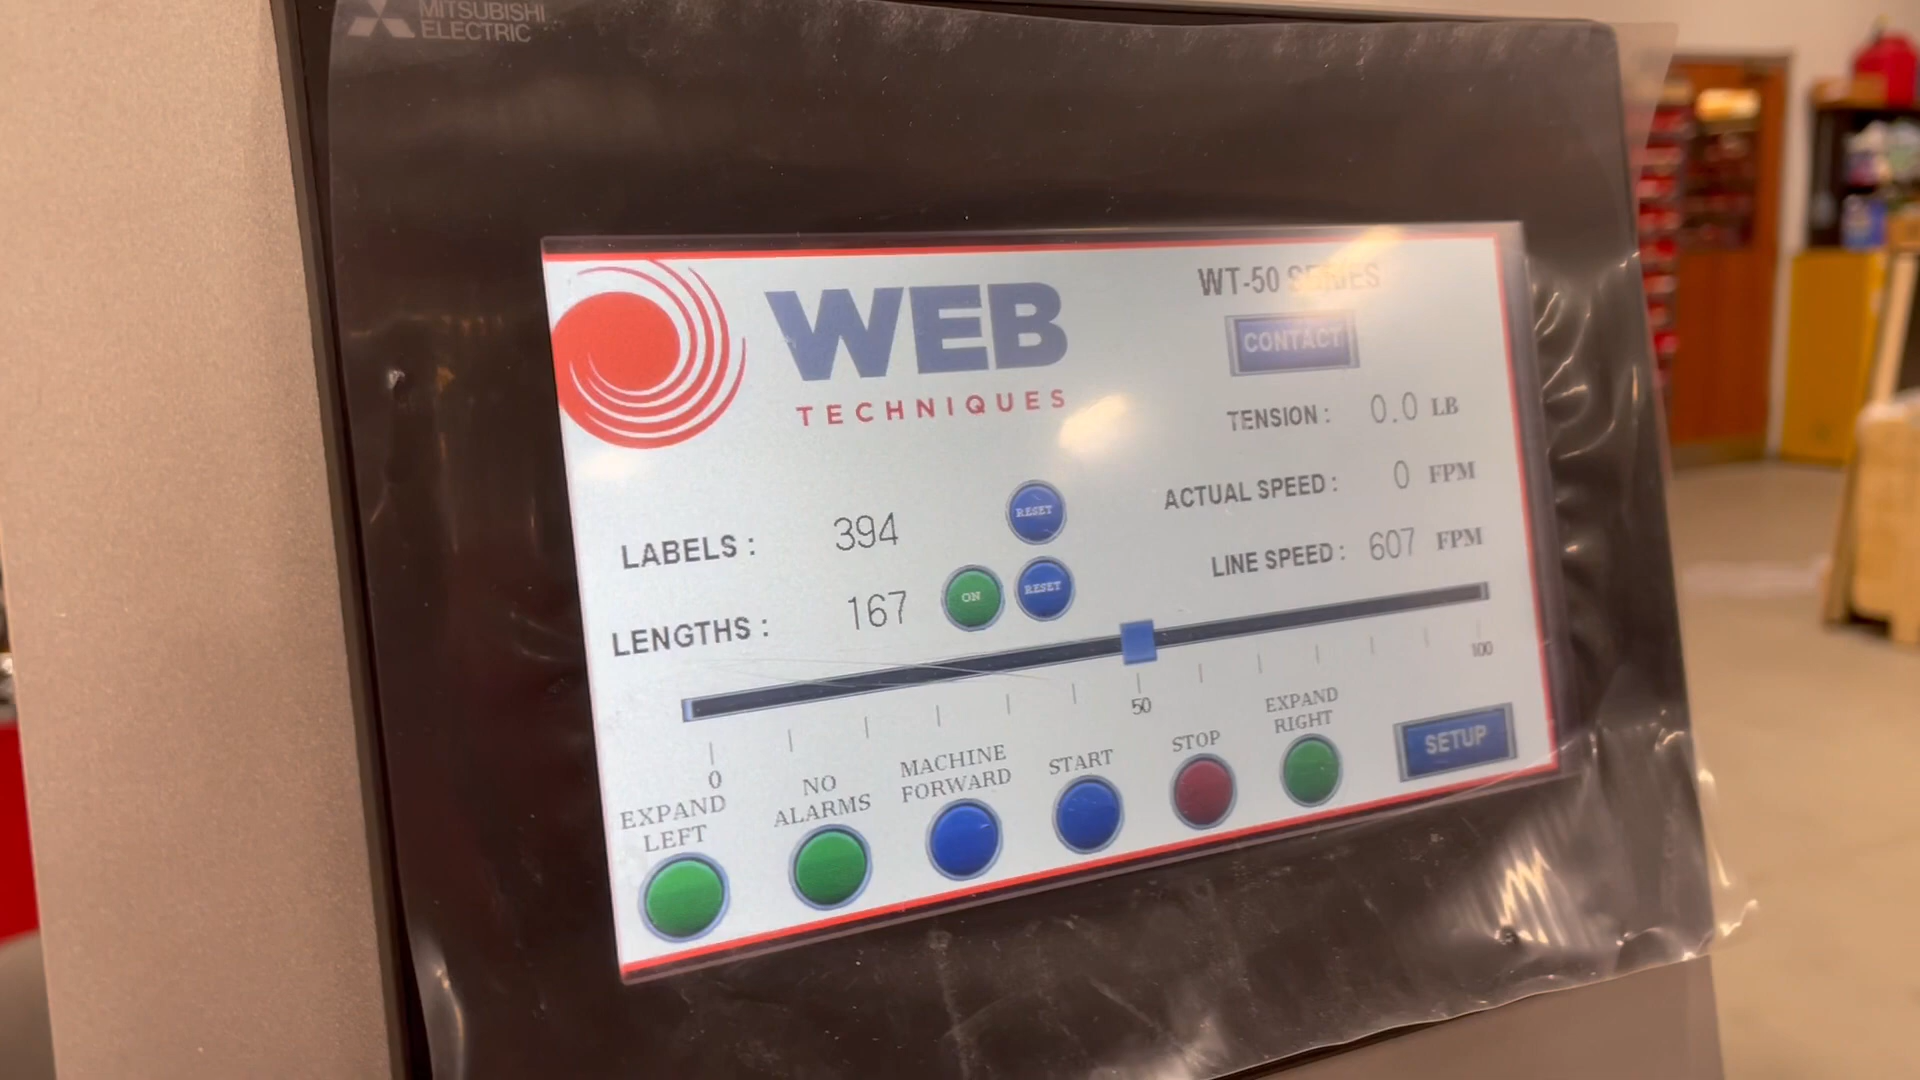 MITSUBISHI
ELECTRIC
WEB
TECHNIQUES
WT-50 SERIES
CONTACT
TENSION : 0.0 LB
ACTUAL SPEED : 0 FPM
LINE SPEED : 607 FPM
LABELS : 394 RESET
LENGTHS : 167 ON RESET
0 50 100
EXPAND LEFT
NO ALARMS
MACHINE FORWARD
START
STOP
EXPAND RIGHT
SETUP